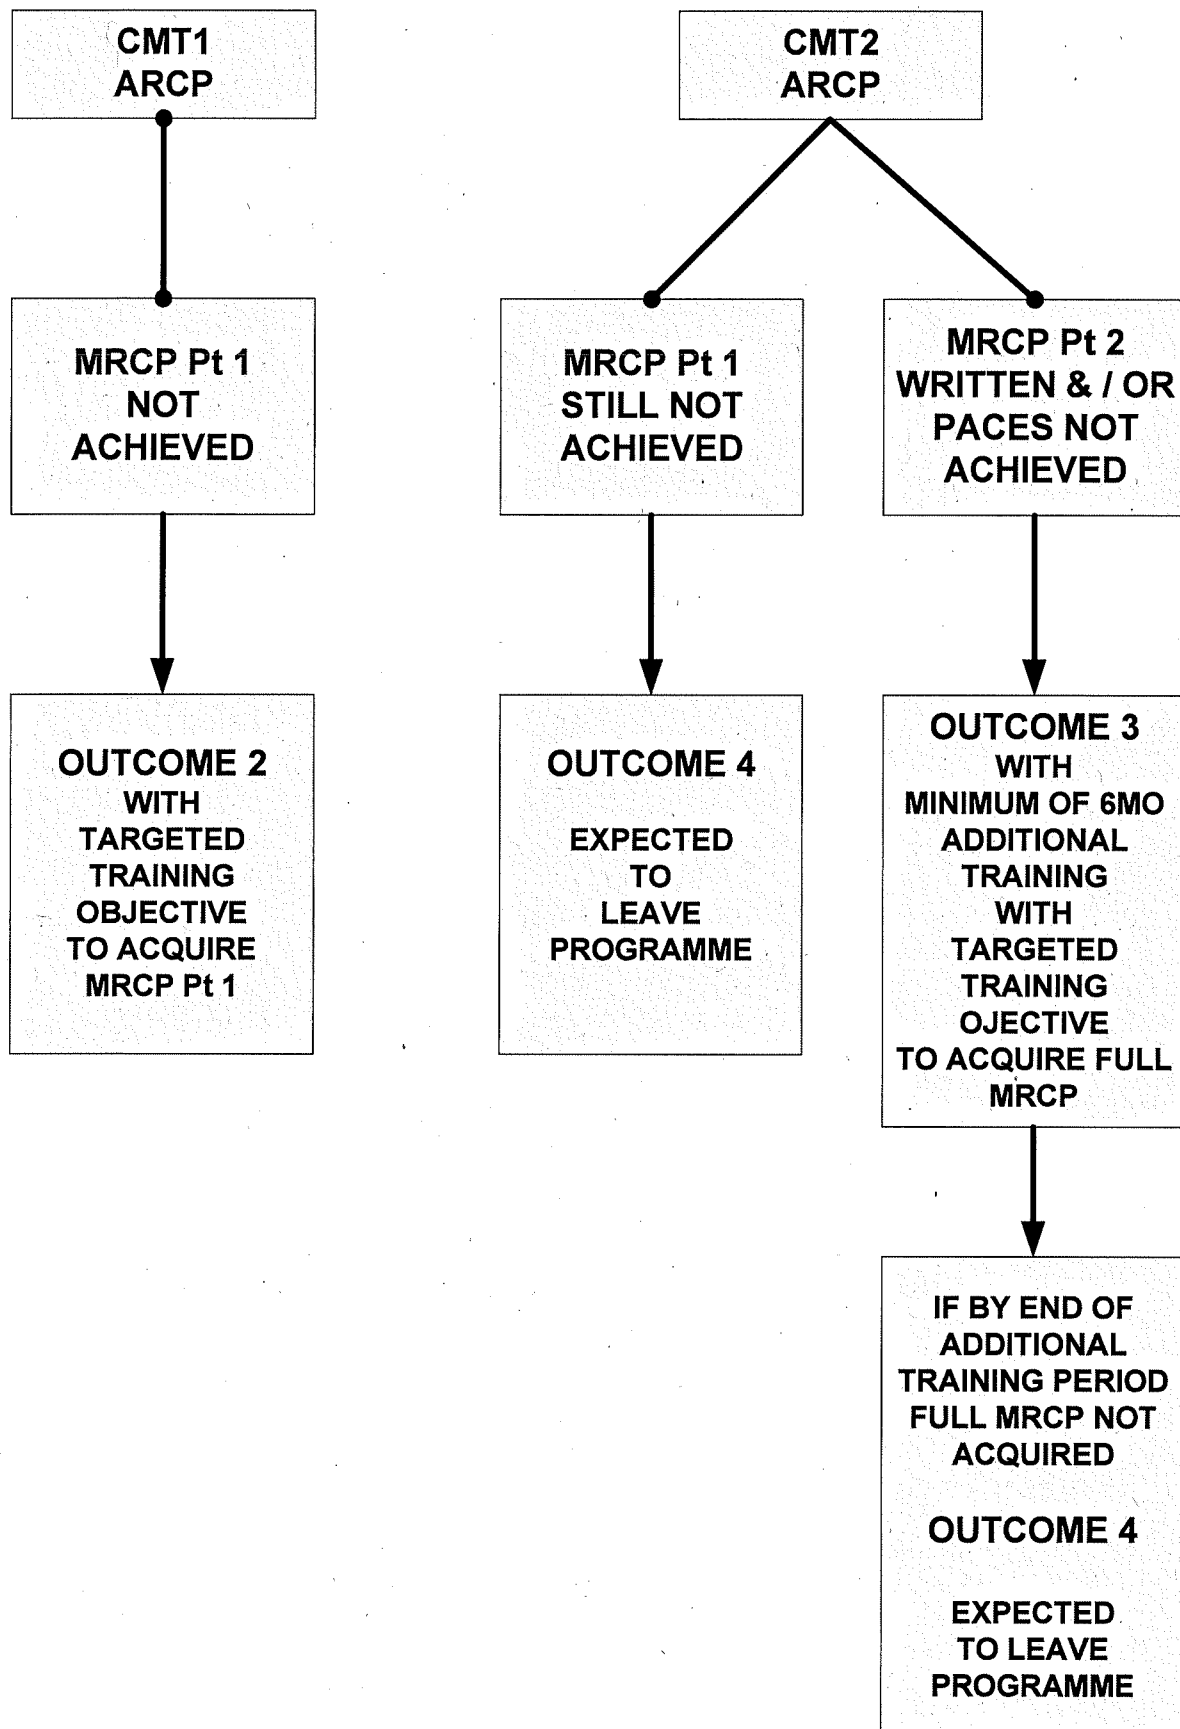 CMT1
ARCP
CMT2
ARCP
MRCP Pt 1
NOT
ACHIEVED
MRCP Pt 1
STILL NOT
ACHIEVED
MRCP Pt 2
WRITTEN & / OR
PACES NOT
ACHIEVED
OUTCOME 2
WITH
TARGETED
TRAINING
OBJECTIVE
TO ACQUIRE
MRCP Pt 1
OUTCOME 4
EXPECTED
TO
LEAVE
PROGRAMME
OUTCOME 3
WITH
MINIMUM OF 6MO
ADDITIONAL
TRAINING
WITH
TARGETED
TRAINING
OJECTIVE
TO ACQUIRE FULL
MRCP
IF BY END OF
ADDITIONAL
TRAINING PERIOD
FULL MRCP NOT
ACQUIRED
OUTCOME 4
EXPECTED
TO LEAVE
PROGRAMME